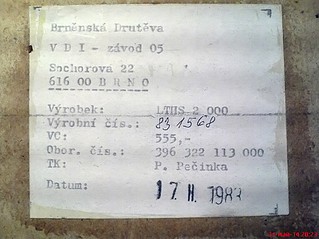 Brněnská Drutěva
V D I - závod 05
Sochorová 22
616 00 B R N O
Výrobek: LTUS 2 000
Výrobní čís.: 831568
VC: 555,-
Obor. čís.: 396 322 113 000
TK: P. Pečinka
Datum: 17. II. 1983